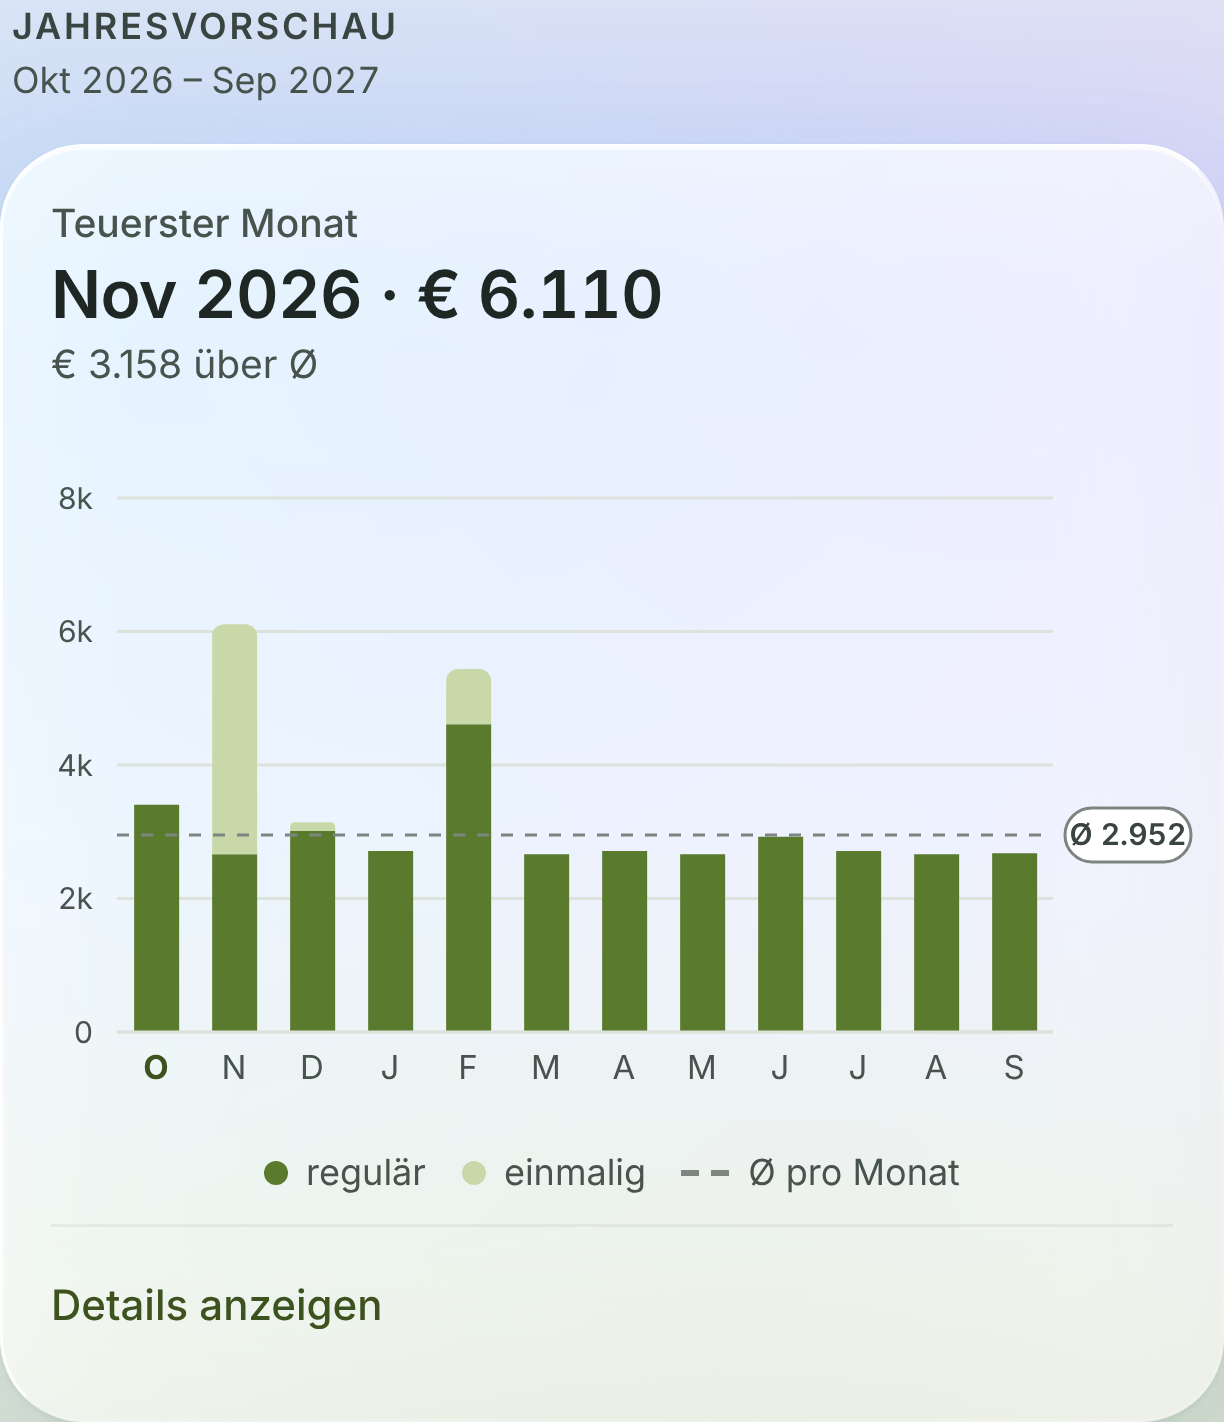 JAHRESVORSCHAU
Okt 2026 – Sep 2027
Teuerster Monat
Nov 2026 · € 6.110
€ 3.158 über Ø
8k
6k
4k
Ø 2.952
2k
0
O N D J F M A M J J A S
regulär einmalig Ø pro Monat
Details anzeigen